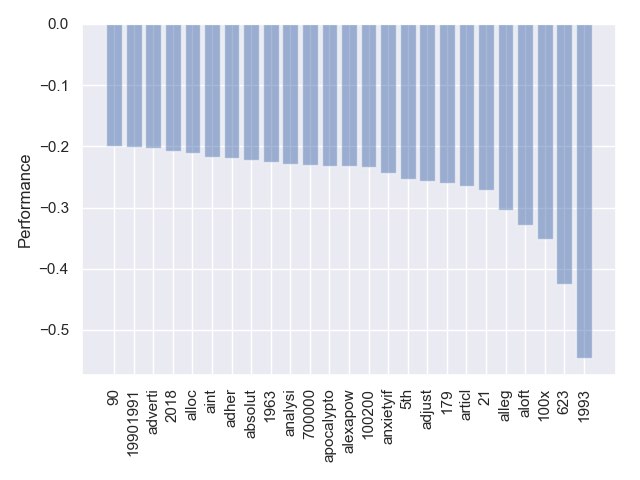 0.0
−0.1
−0.2
−0.3
−0.4
−0.5
Performance
90
19901991
adverti
2018
alloc
aint
adher
absolut
1963
analysi
700000
apocalypto
alexapow
100200
anxietyif
5th
adjust
179
articl
21
alleg
aloft
100x
623
1993